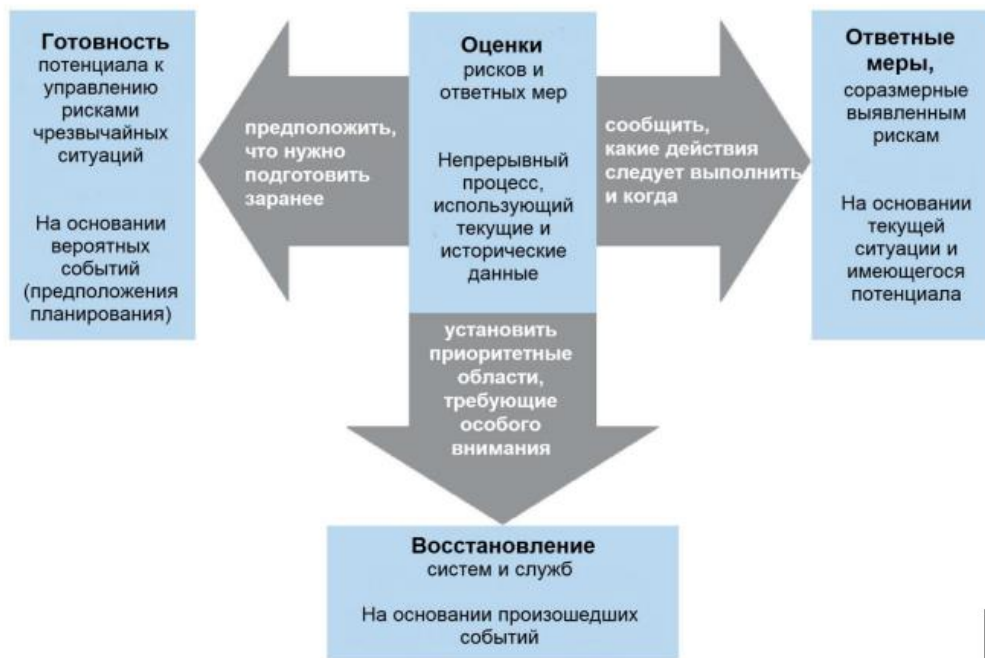 Готовность
потенциала к
управлению
рисками
чрезвычайных
ситуаций
На основании
вероятных
событий
(предположения
планирования)
предположить,
что нужно
подготовить
заранее
Оценки
рисков и
ответных мер
Непрерывный
процесс,
использующий
текущие и
исторические
данные
сообщить,
какие действия
следует выполнить
и когда
Ответные
меры,
соразмерные
выявленным
рискам
На основании
текущей
ситуации и
имеющегося
потенциала
установить
приоритетные
области,
требующие
особого
внимания
Восстановление
систем и служб
На основании произошедших
событий